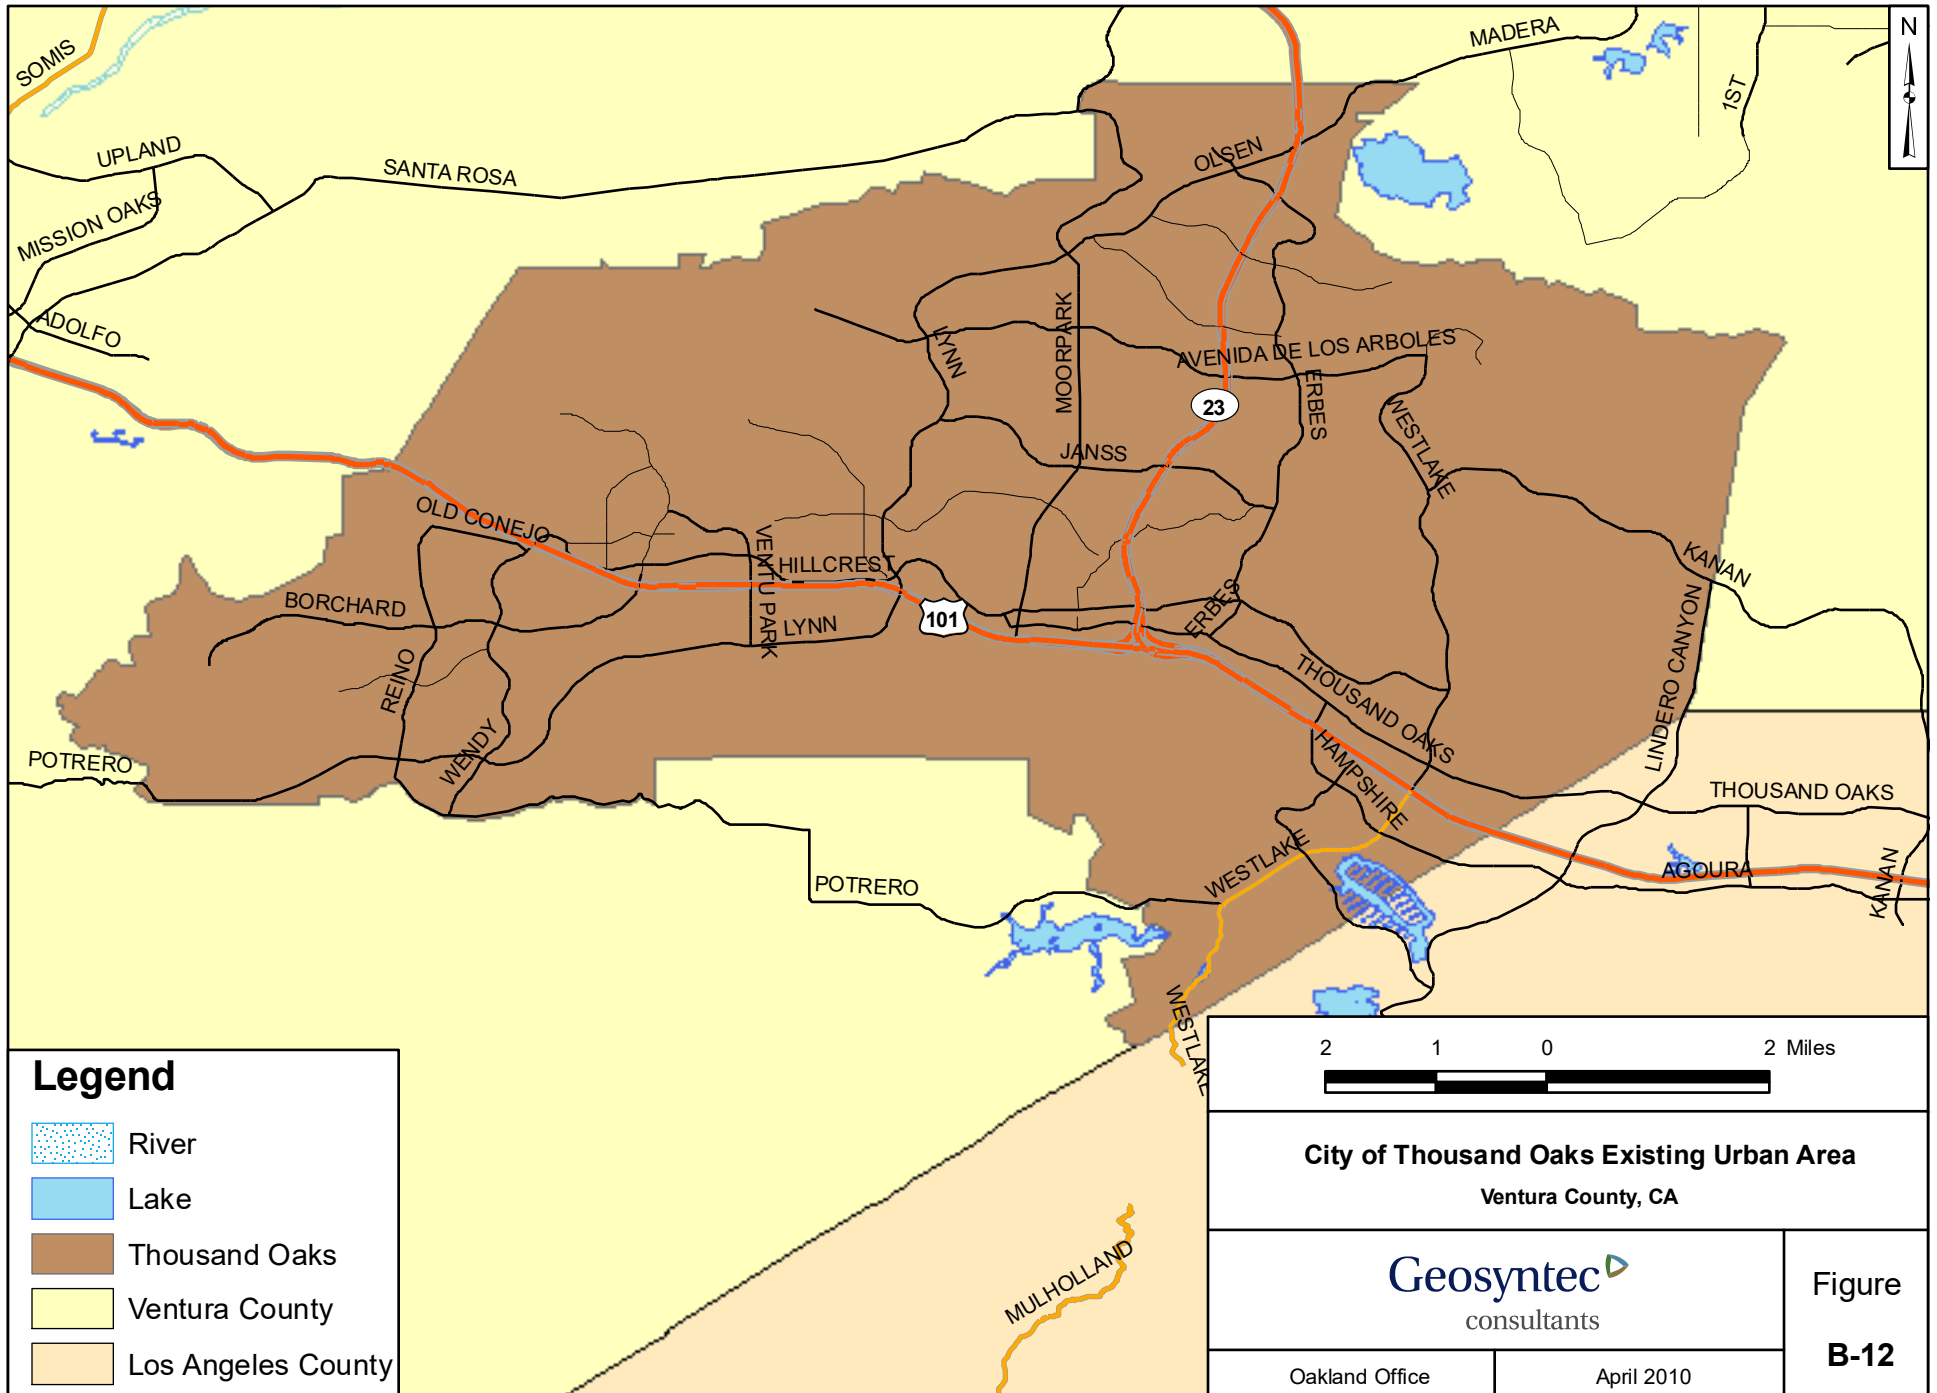 SOMIS
MADERA
N
1ST
UPLAND
SANTA ROSA
OLSEN
MISSION OAKS
ADOLFO
LYNN
MOORPARK
AVENIDA DE LOS ARBOLES
ERBES
23
WESTLAKE
JANSS
OLD CONEJO
VENTU PARK
HILLCREST
KANAN
BORCHARD
LYNN
101
ERBES
LINDERO CANYON
REINO
THOUSAND OAKS
WENDY
HAMPSHIRE
POTRERO
THOUSAND OAKS
WESTLAKE
AGOURA
KANAN
POTRERO
WESTLAKE
MULHOLLAND
Legend
River
Lake
Thousand Oaks
Ventura County
Los Angeles County
2 1 0 2 Miles
City of Thousand Oaks Existing Urban Area
Ventura County, CA
Geosyntec
consultants
Figure
B-12
Oakland Office
April 2010